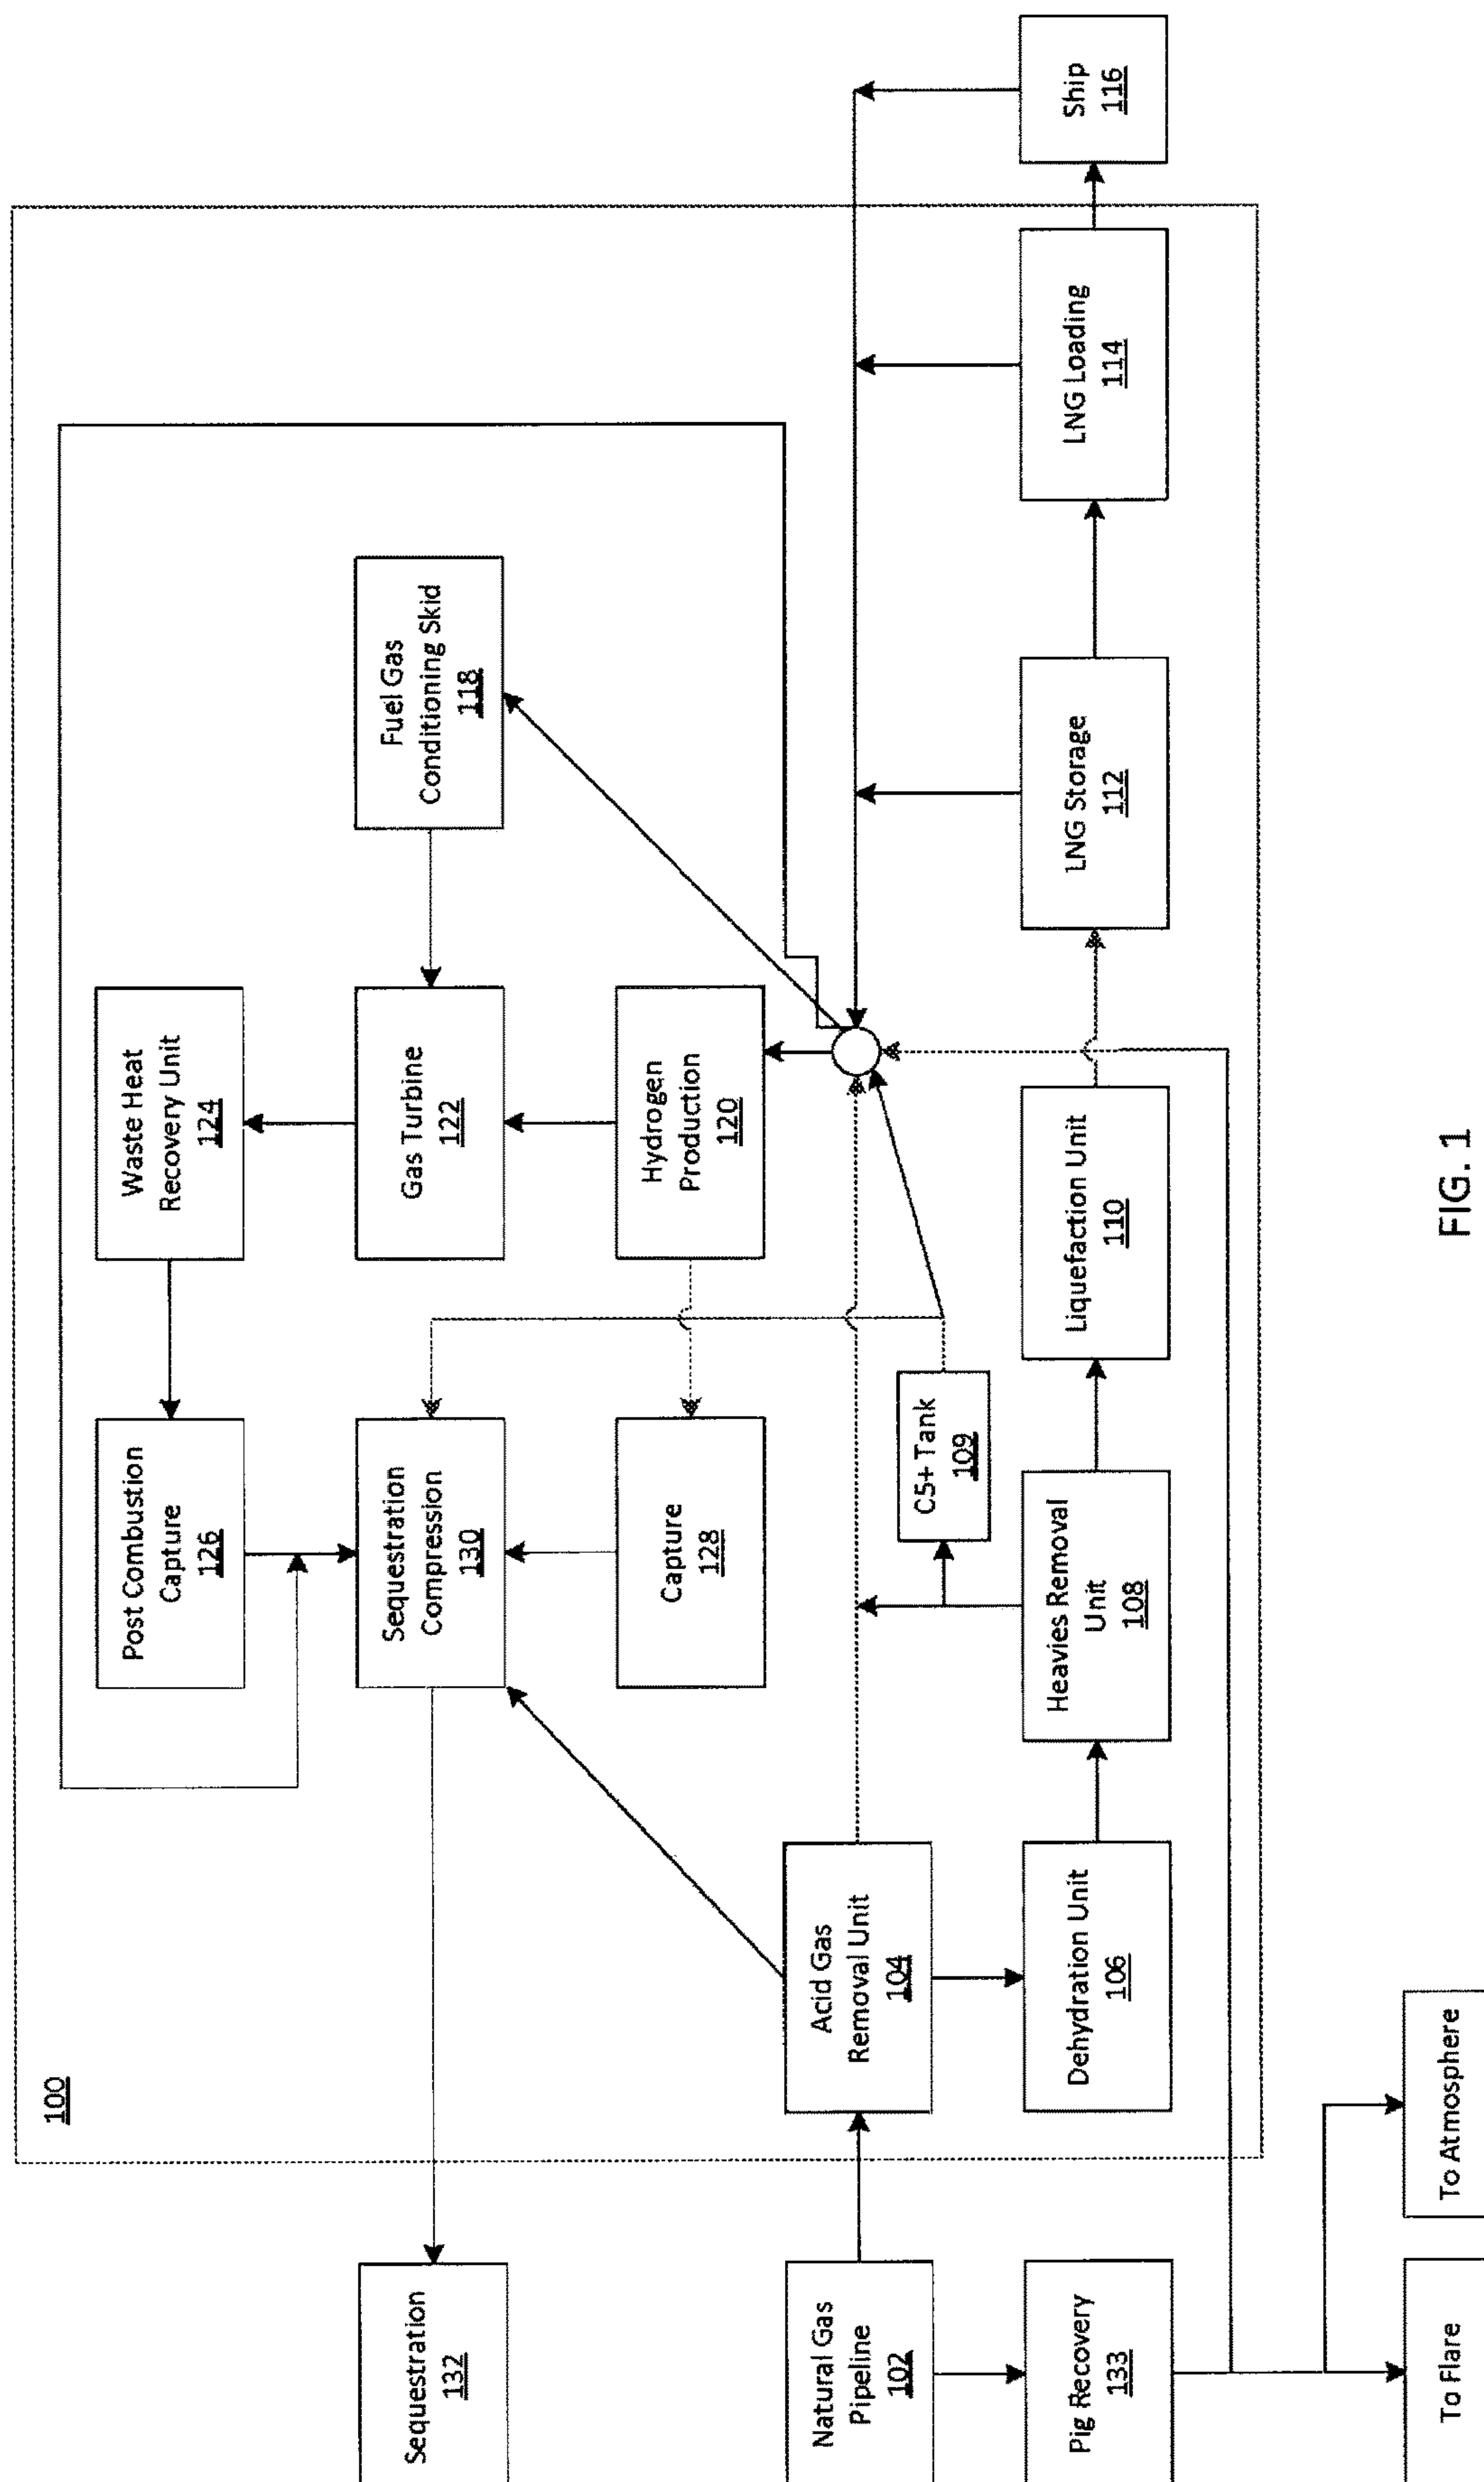 100
Sequestration
132
Post Combustion
Capture
126
Waste Heat
Recovery Unit
124
Sequestration
Compression
130
Gas Turbine
122
Fuel Gas
Conditioning Skid
118
Capture
128
Hydrogen
Production
120
Natural Gas
Pipeline
102
Acid Gas
Removal Unit
104
C5+ Tank
109
Pig Recovery
133
Dehydration Unit
106
Heavies Removal
Unit
108
Liquefaction Unit
110
LNG Storage
112
LNG Loading
114
Ship
116
To Flare
To Atmosphere
FIG. 1